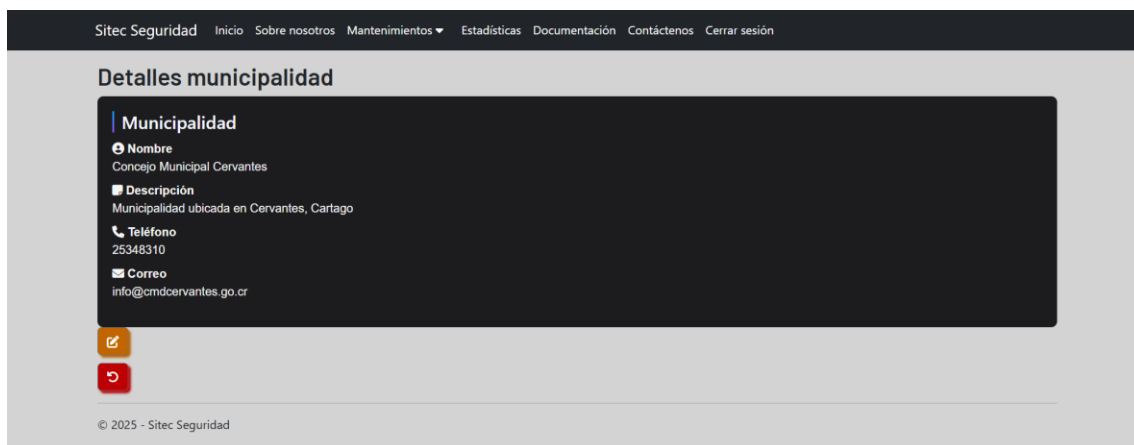 Sitec Seguridad Inicio Sobre nosotros Mantenimientos Estadísticas Documentación Contáctenos Cerrar sesión
Detalles municipalidad
Municipalidad
Nombre
Concejo Municipal Cervantes
Descripción
Municipalidad ubicada en Cervantes, Cartago
Teléfono
25348310
Correo
info@cmdcervantes.go.cr
© 2025 - Sitec Seguridad